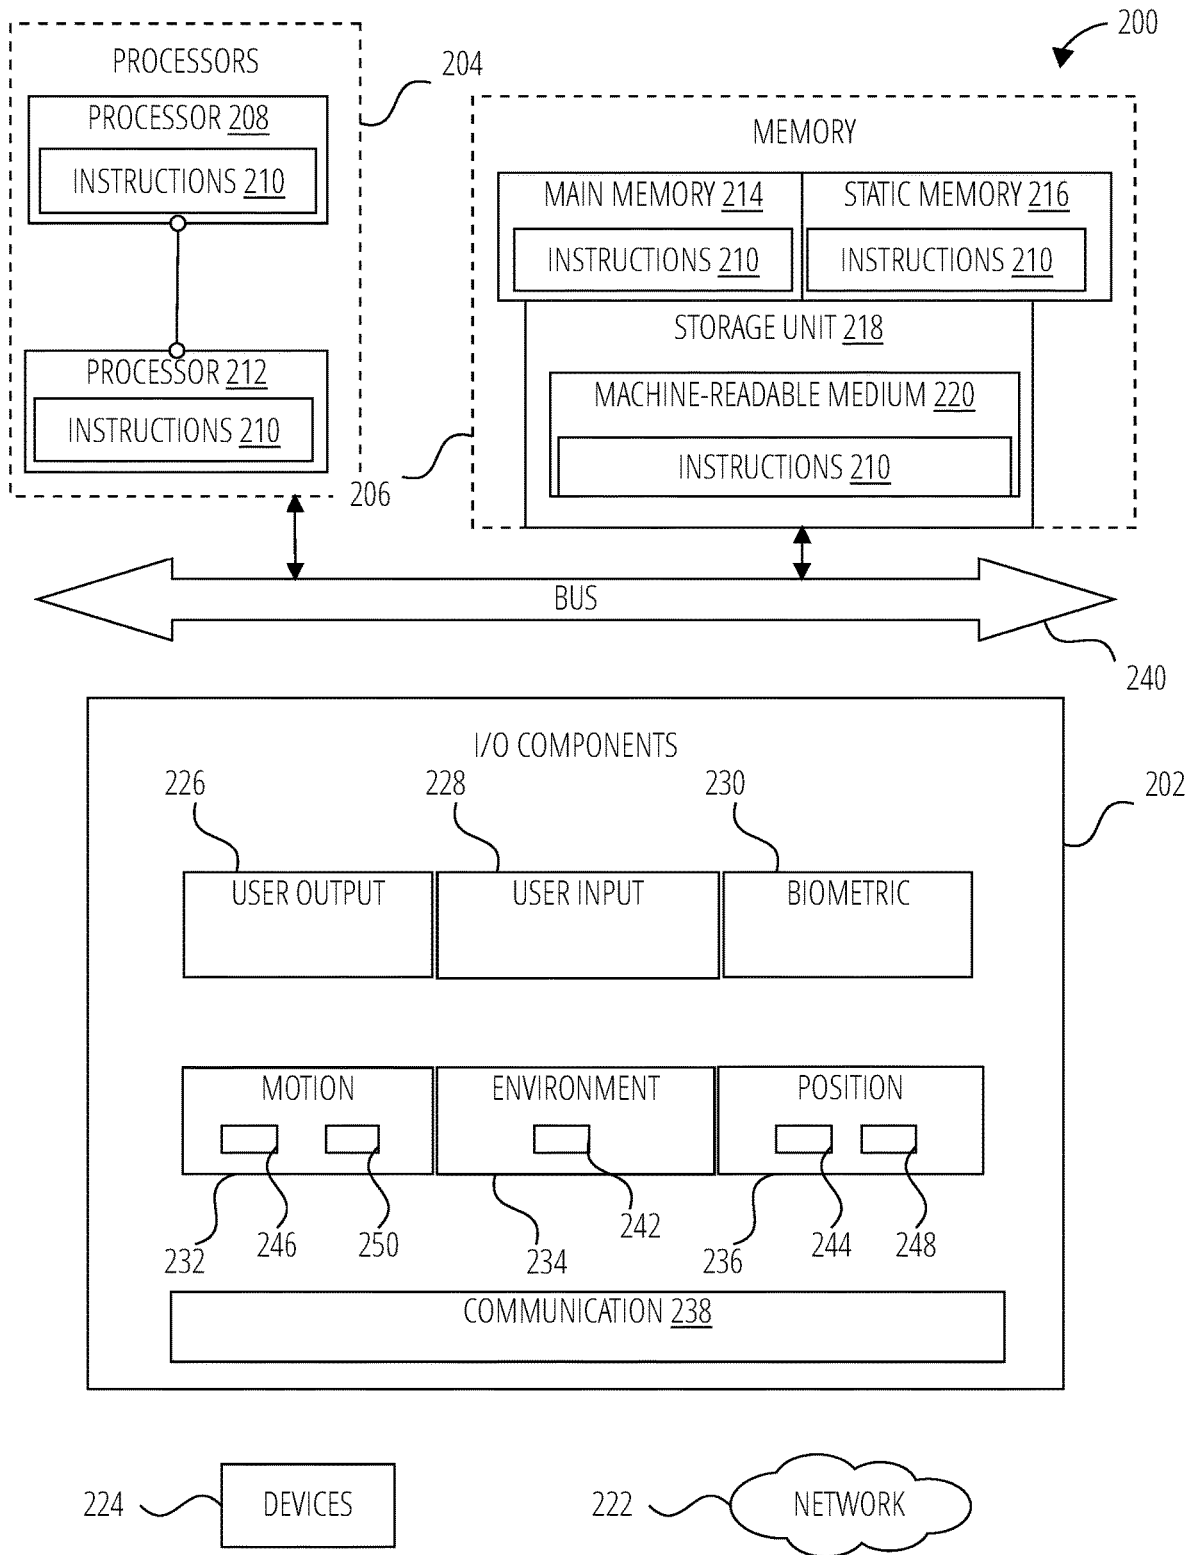 200
PROCESSORS
204
PROCESSOR 208
INSTRUCTIONS 210
PROCESSOR 212
INSTRUCTIONS 210
MEMORY
MAIN MEMORY 214
STATIC MEMORY 216
INSTRUCTIONS 210
INSTRUCTIONS 210
STORAGE UNIT 218
MACHINE-READABLE MEDIUM 220
INSTRUCTIONS 210
206
BUS
240
I/O COMPONENTS
202
226
228
230
USER OUTPUT
USER INPUT
BIOMETRIC
MOTION
ENVIRONMENT
POSITION
232
246
250
234
242
236
244
248
COMMUNICATION 238
224
DEVICES
222
NETWORK